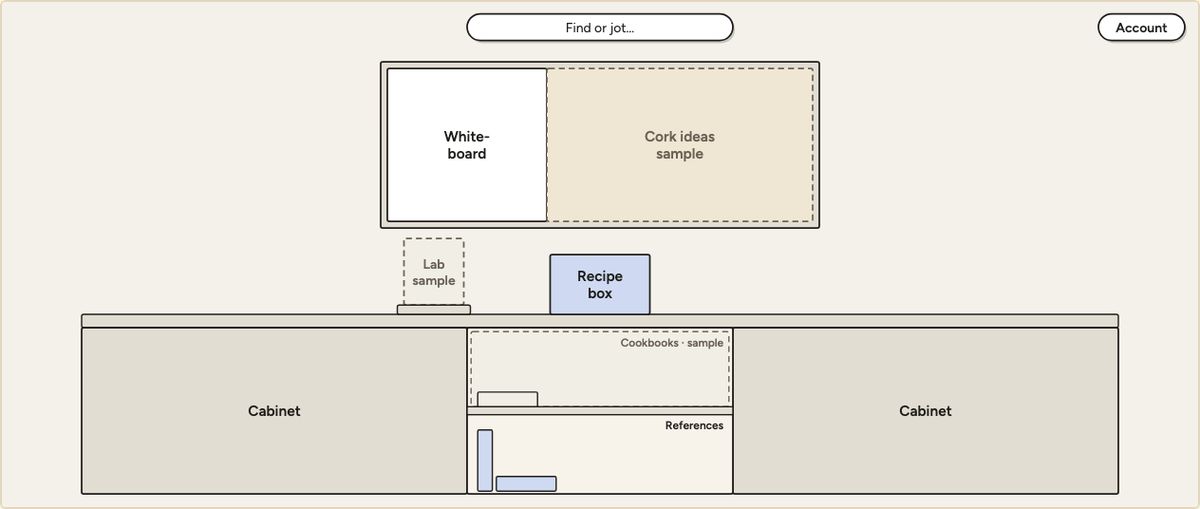 Find or jot...
Account
White-
board
Cork ideas
sample
Lab
sample
Recipe
box
Cookbooks · sample
Cabinet
References
Cabinet